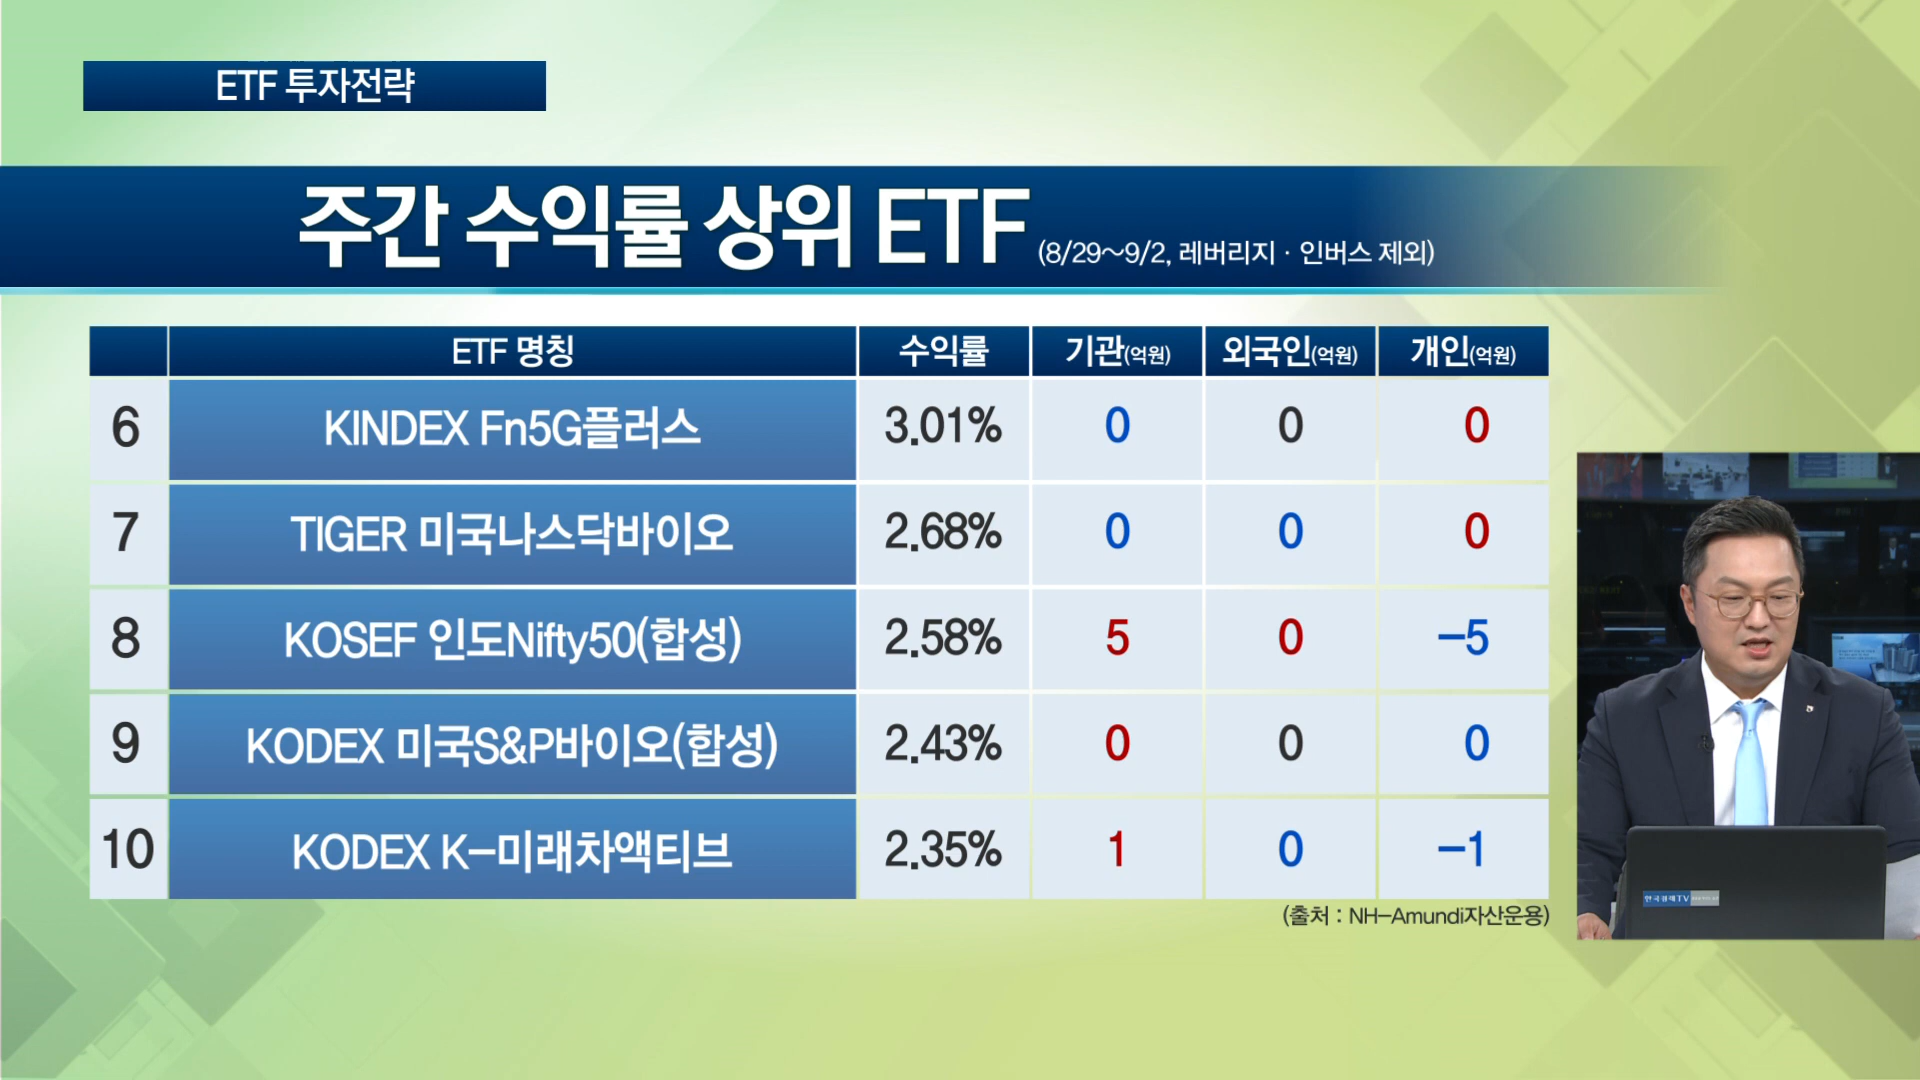 ETF 투자전략
주간 수익률 상위 ETF (8/29~9/2, 레버리지 · 인버스 제외)
ETF 명칭 수익률 기관(억원) 외국인(억원) 개인(억원)
6 KINDEX Fn5G플러스 3.01% 0 0 0
7 TIGER 미국나스닥바이오 2.68% 0 0 0
8 KOSEF 인도Nifty50(합성) 2.58% 5 0 -5
9 KODEX 미국S&P바이오(합성) 2.43% 0 0 0
10 KODEX K-미래차액티브 2.35% 1 0 -1
(출처 : NH-Amundi자산운용)
한국경제TV